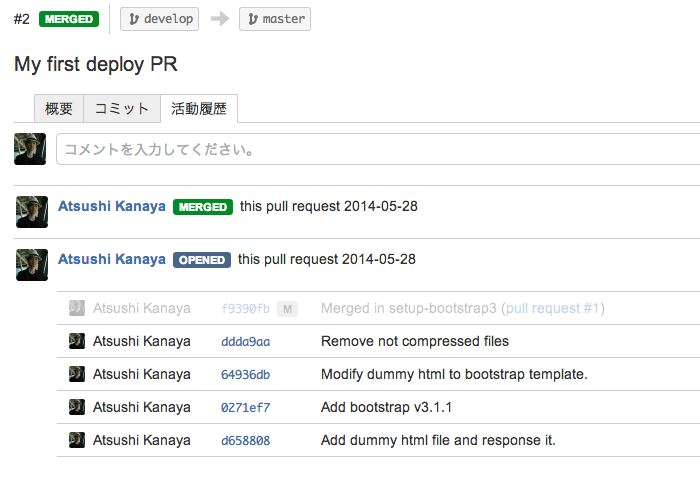 #2 MERGED develop master
My first deploy PR
概要 コミット 活動履歴
コメントを入力してください。
Atsushi Kanaya MERGED this pull request 2014-05-28
Atsushi Kanaya OPENED this pull request 2014-05-28
Atsushi Kanaya f9390fb M Merged in setup-bootstrap3 (pull request #1)
Atsushi Kanaya ddda9aa Remove not compressed files
Atsushi Kanaya 64936db Modify dummy html to bootstrap template.
Atsushi Kanaya 0271ef7 Add bootstrap v3.1.1
Atsushi Kanaya d658808 Add dummy html file and response it.